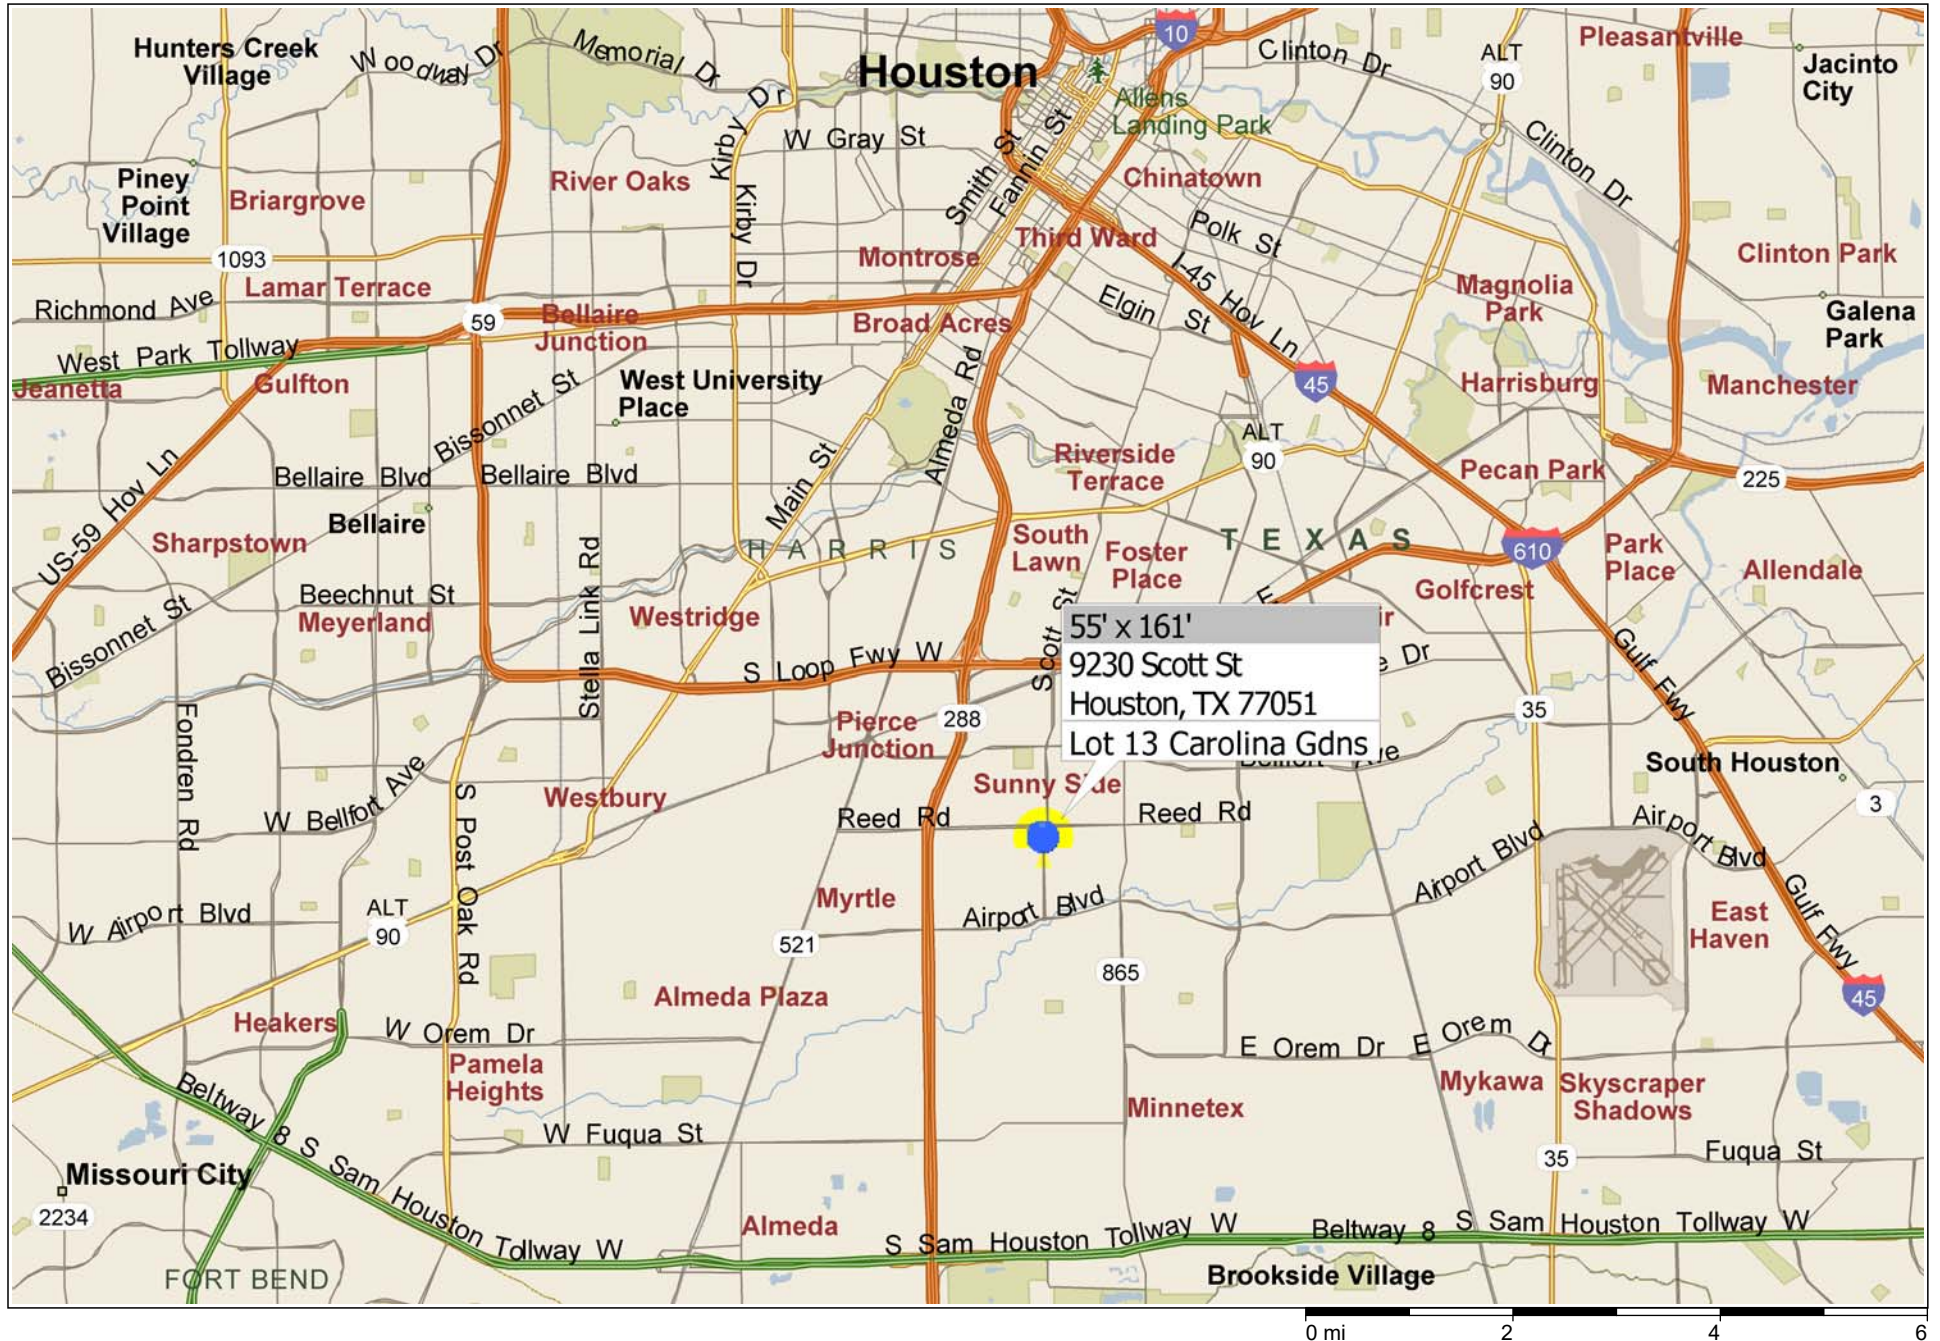 Hunters Creek
Village
Woodway Dr
Memorial Dr
Houston
10
Clinton Dr
ALT
90
Pleasantville
Jacinto
City
Allens
Landing Park
Kirby Dr
W Gray St
Smith St
Fannin St
Clinton Dr
Piney
Point
Village
Briargrove
River Oaks
Kirby Dr
Chinatown
Polk St
Third Ward
Montrose
1093
Lamar Terrace
I-45 Hov Ln
Clinton Park
Magnolia
Park
Richmond Ave
59
Bellaire
Junction
Broad Acres
Elgin St
Galena
Park
West Park Tollway
Jeanetta
Gulfton
Bissonnet St
West University
Place
Almeda Rd
45
Harrisburg
Manchester
ALT
90
Riverside
Terrace
Pecan Park
225
US-59 Hov Ln
Bellaire Blvd
Bellaire Blvd
Main St
Bellaire
Sharpstown
Stella Link Rd
HARRIS
South
Lawn
Foster
Place
TEXAS
610
Park
Place
Allendale
Golfcrest
Bissonnet St
Beechnut St
Meyerland
Westridge
Scott St
E
ir
55' x 161'
9230 Scott St
Houston, TX 77051
Lot 13 Carolina Gdns
e Dr
Gulf Fwy
S Loop Fwy W
Fondren Rd
Pierce
Junction
288
35
Bellfort Ave
South Houston
3
W Bellfort Ave
S Post Oak Rd
Westbury
Sunny Side
Reed Rd
Reed Rd
Airport Blvd
Airport Blvd
Gulf Fwy
W Airport Blvd
ALT
90
Myrtle
Airport Blvd
521
865
East
Haven
45
Almeda Plaza
Heakers
W Orem Dr
E Orem Dr
E Orem Dr
Pamela
Heights
Mykawa
Skyscraper
Shadows
Minnetex
Beltway 8
S Sam Houston Tollway W
W Fuqua St
Fuqua St
35
Missouri City
2234
Almeda
S Sam Houston Tollway W
Beltway 8
S Sam Houston Tollway W
FORT BEND
Brookside Village
0 mi 2 4 6